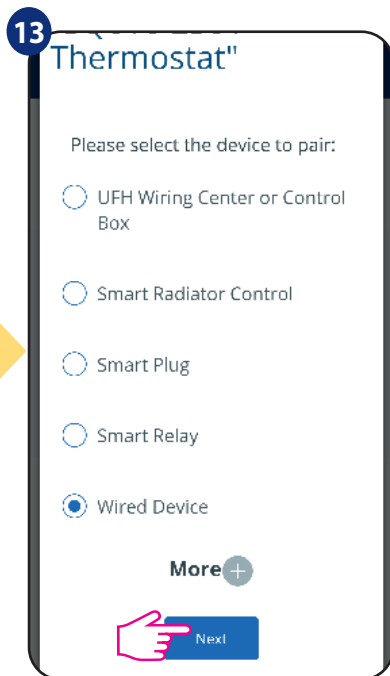 13
Thermostat"
Please select the device to pair:
UFH Wiring Center or Control
Box
Smart Radiator Control
Smart Plug
Smart Relay
Wired Device
More
Next